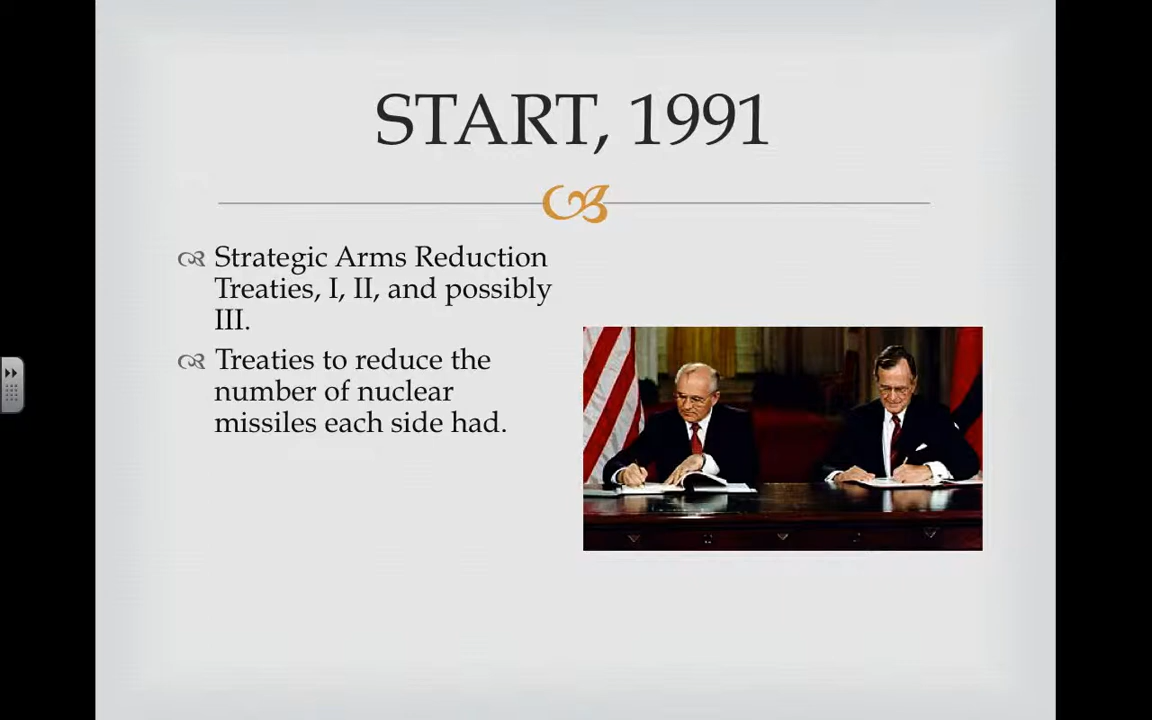 START, 1991
Strategic Arms Reduction
Treaties, I, II, and possibly
III.
Treaties to reduce the
number of nuclear
missiles each side had.